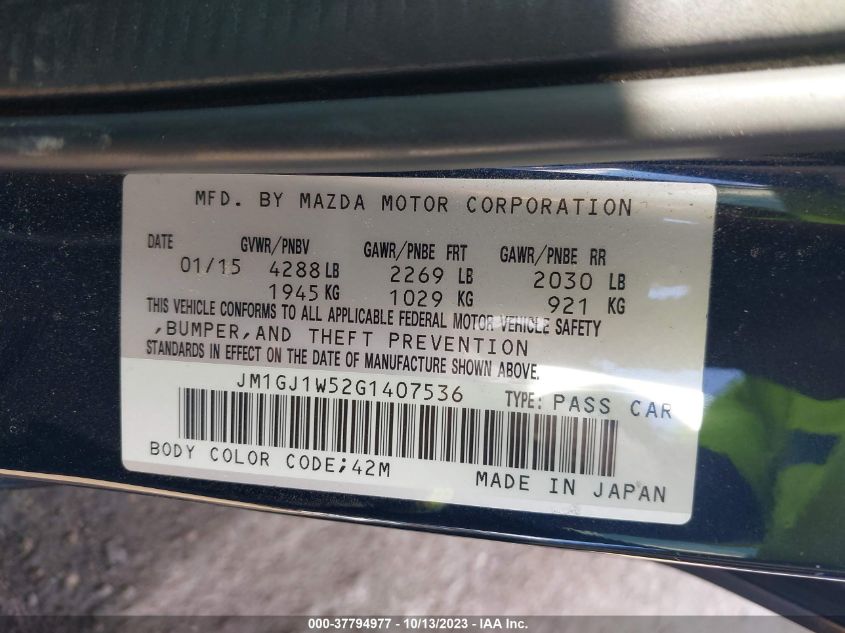 MFD. BY MAZDA MOTOR CORPORATION
DATE GVWR/PNBV GAWR/PNBE FRT GAWR/PNBE RR
01/15 4288 LB 2269 LB 2030 LB
1945 KG 1029 KG 921 KG
THIS VEHICLE CONFORMS TO ALL APPLICABLE FEDERAL MOTOR VEHICLE SAFETY
,BUMPER,AND THEFT PREVENTION
STANDARDS IN EFFECT ON THE DATE OF MANUFACTURE SHOWN ABOVE.
JM1GJ1W52G1407536 TYPE: PASS CAR
BODY COLOR CODE;42M MADE IN JAPAN
000-37794977 - 10/13/2023 - IAA Inc.